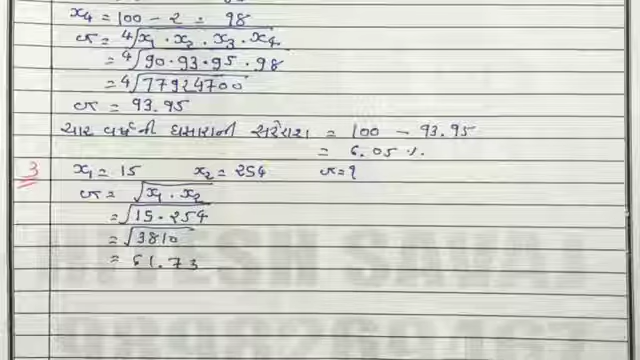 x₄ = 100 - 2 = 98
G = ⁴√x₁ · x₂ · x₃ · x₄
= ⁴√90 · 93 · 95 · 98
= ⁴√77924700
G = 93.95
ચાર વર્ષની ઘસારાની સરેરાશ = 100 - 93.95
= 6.05 %.
3 x₁ = 15 x₂ = 254 G = ?
G = √x₁ · x₂
= √15 · 254
= √3810
= 61.73